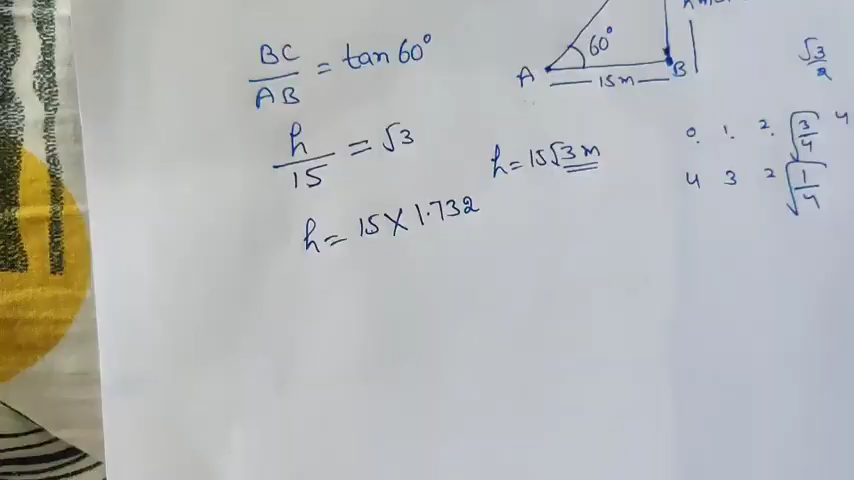 BC
AB
= tan 60°
h
15
= √3
h = 15√3 m
h = 15 × 1.732
60°
A
15 m
B
√3
2
0. 1. 2. √3/4 4
4 3 2 √1/4